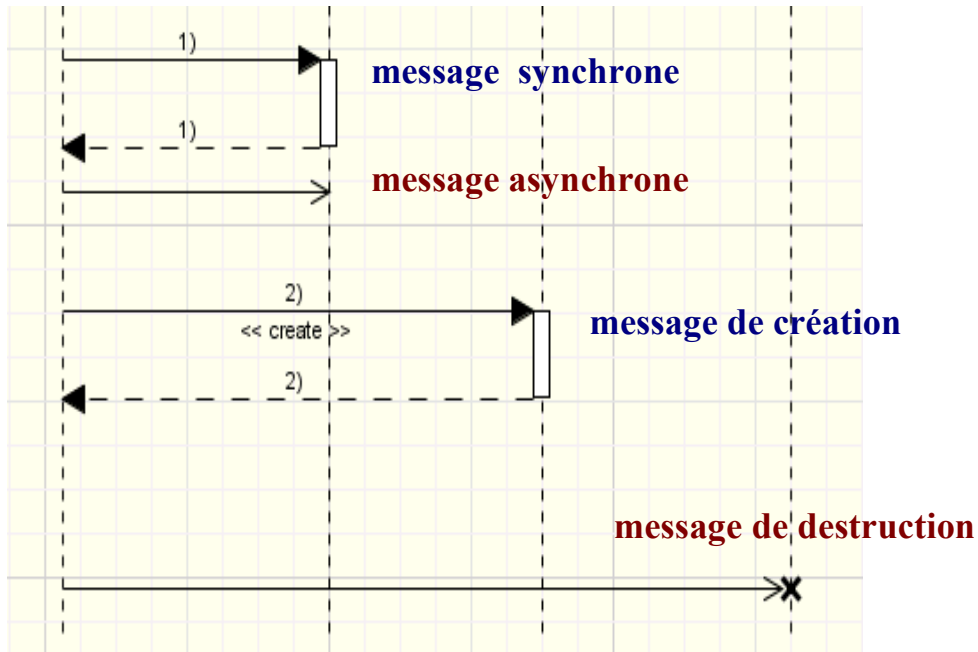 1)
message  synchrone
1)
message asynchrone
2)
<< create >>
message de création
2)
message de destruction